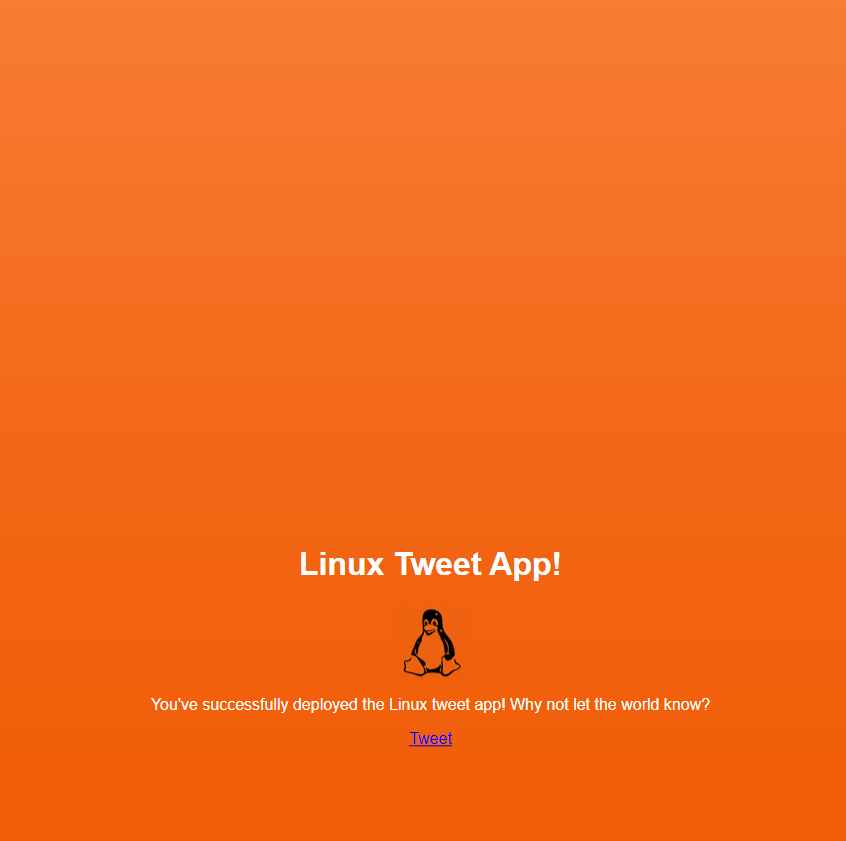 Linux Tweet App!
You've successfully deployed the Linux tweet app! Why not let the world know?
Tweet